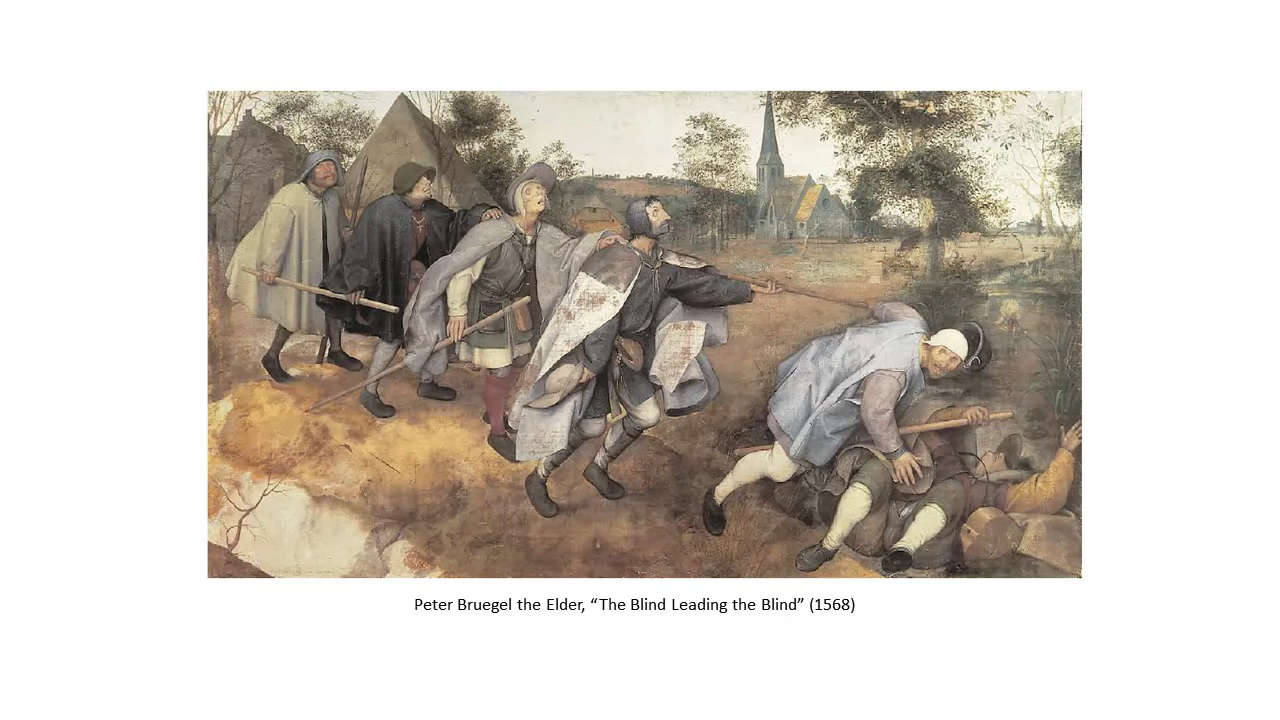 Peter Bruegel the Elder, “The Blind Leading the Blind” (1568)